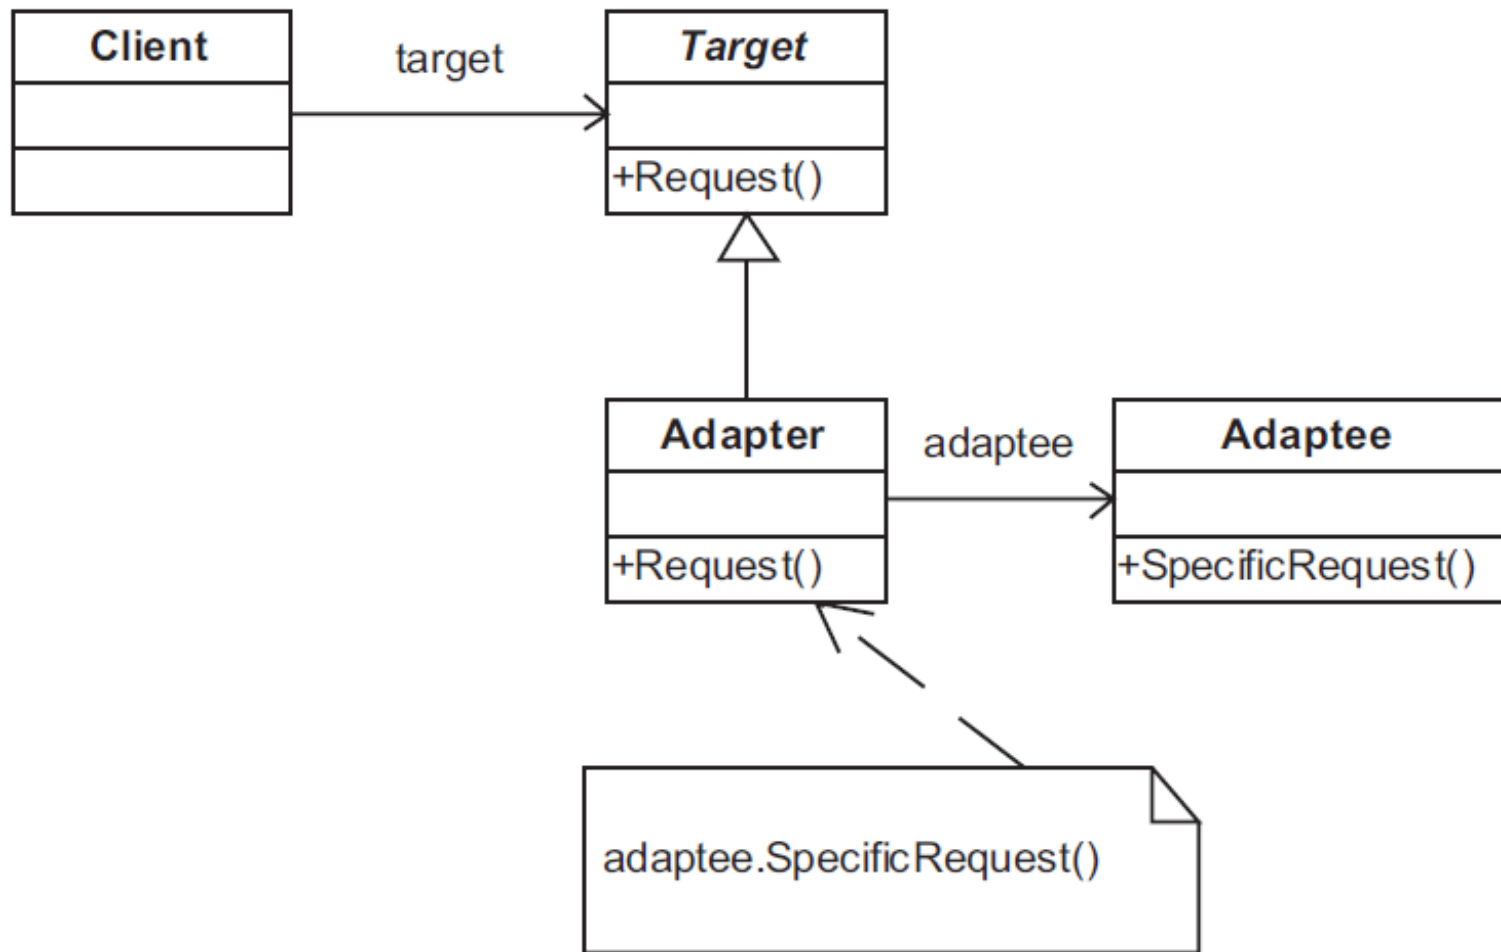 Client
target
Target
+Request()
Adapter
adaptee
Adaptee
+Request()
+SpecificRequest()
adaptee.SpecificRequest()